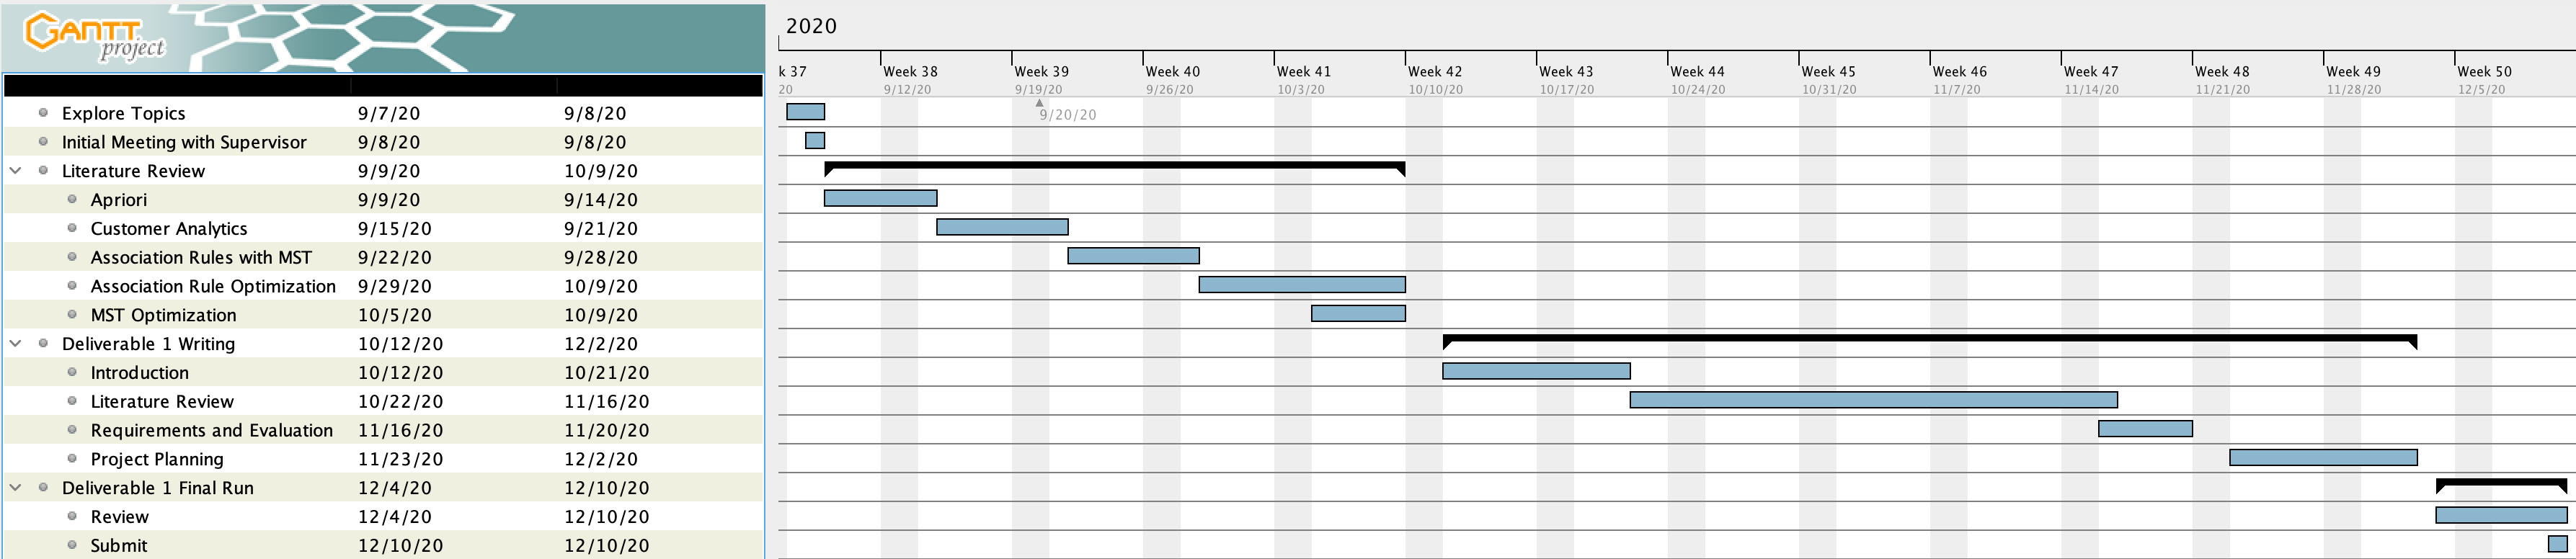 GANTT
project
2020
k 37 Week 38 Week 39 Week 40 Week 41 Week 42 Week 43 Week 44 Week 45 Week 46 Week 47 Week 48 Week 49 Week 50
20 9/12/20 9/19/20 9/26/20 10/3/20 10/10/20 10/17/20 10/24/20 10/31/20 11/7/20 11/14/20 11/21/20 11/28/20 12/5/20
Explore Topics 9/7/20 9/8/20 9/20/20
Initial Meeting with Supervisor 9/8/20 9/8/20
Literature Review 9/9/20 10/9/20
Apriori 9/9/20 9/14/20
Customer Analytics 9/15/20 9/21/20
Association Rules with MST 9/22/20 9/28/20
Association Rule Optimization 9/29/20 10/9/20
MST Optimization 10/5/20 10/9/20
Deliverable 1 Writing 10/12/20 12/2/20
Introduction 10/12/20 10/21/20
Literature Review 10/22/20 11/16/20
Requirements and Evaluation 11/16/20 11/20/20
Project Planning 11/23/20 12/2/20
Deliverable 1 Final Run 12/4/20 12/10/20
Review 12/4/20 12/10/20
Submit 12/10/20 12/10/20